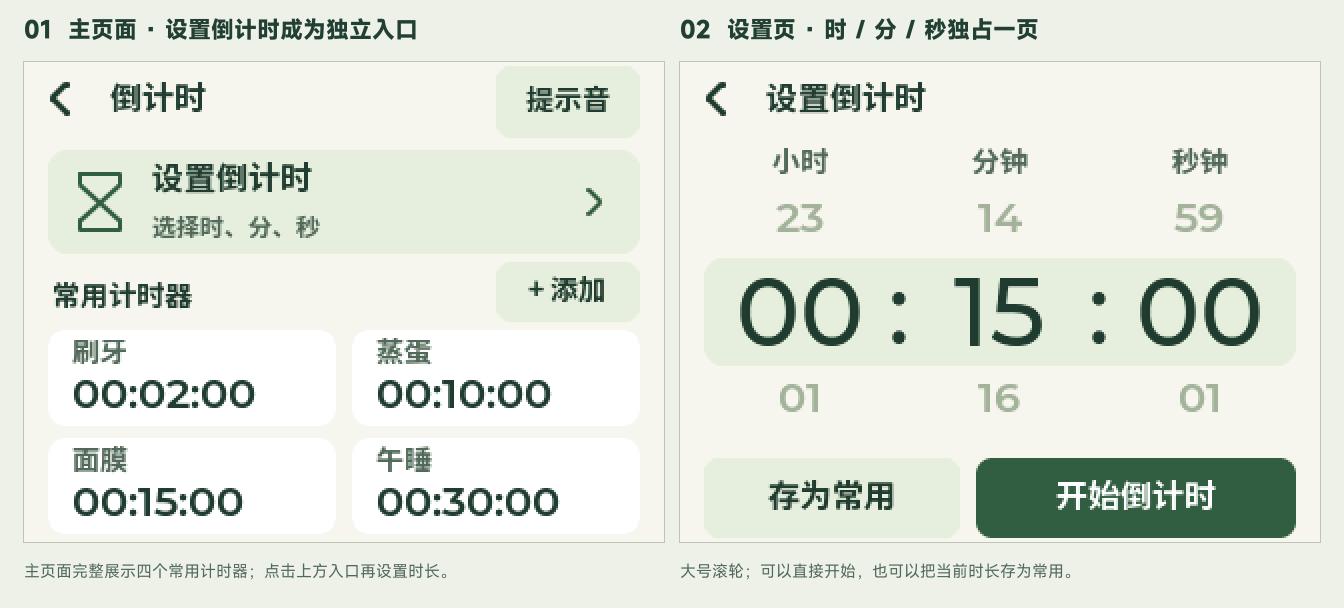 01 主页面 · 设置倒计时成为独立入口
倒计时
提示音
设置倒计时
选择时、分、秒
常用计时器
+ 添加
刷牙
00:02:00
蒸蛋
00:10:00
面膜
00:15:00
午睡
00:30:00
主页面完整展示四个常用计时器；点击上方入口再设置时长。
02 设置页 · 时 / 分 / 秒独占一页
设置倒计时
小时 分钟 秒钟
23 14 59
00 : 15 : 00
01 16 01
存为常用
开始倒计时
大号滚轮；可以直接开始，也可以把当前时长存为常用。